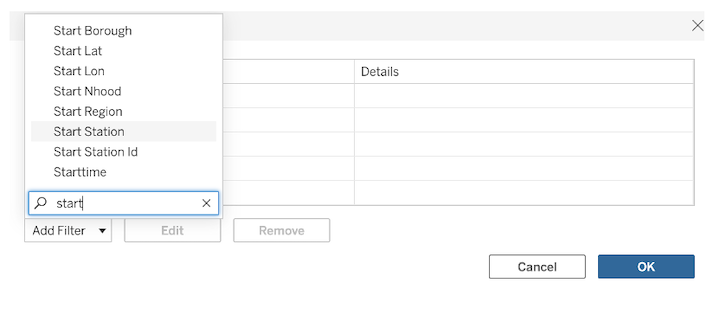 Start Borough
Start Lat
Start Lon
Start Nhood
Start Region
Start Station
Start Station Id
Starttime
start
Details
Add Filter
Edit
Remove
Cancel
OK